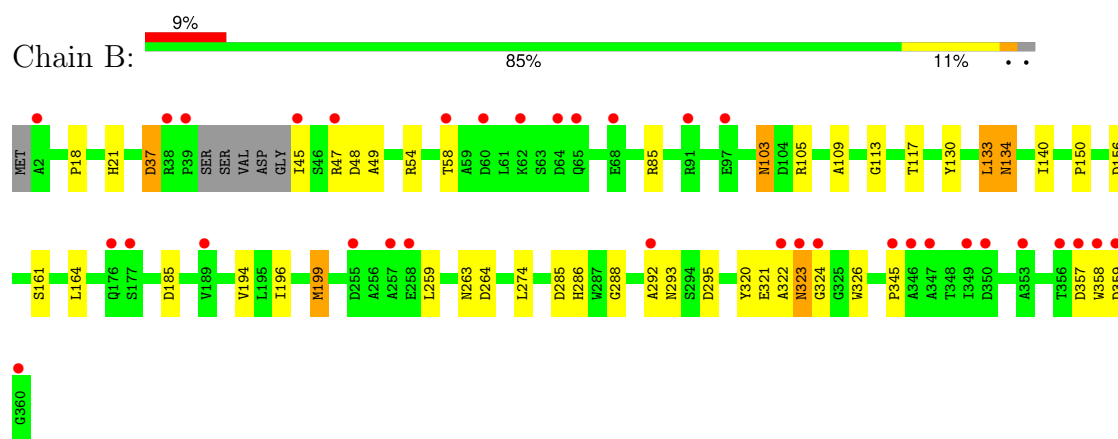 9%
Chain B:
85% 11% • •
MET A2 P18 H21 D37 R38 P39 SER SER VAL ASP GLY I45 S46 R47 D48 A49 R54 T58 A59 D60 L61 K62 S63 D64 Q65 E68 R85 R91 E97 N103 D104 R105 A109 G113 T117 Y130 L133 N134 I140 P150 D156
S161 L164 Q176 S177 D185 V189 V194 L195 I196 M199 D255 A256 A257 E258 L259 N263 D264 L274 D285 H286 W287 G288 A292 N293 S294 D295 Y320 E321 A322 N323 G324 G325 W326 P345 A346 A347 T348 I349 D350 A353 T356 D357 W358 D359
G360